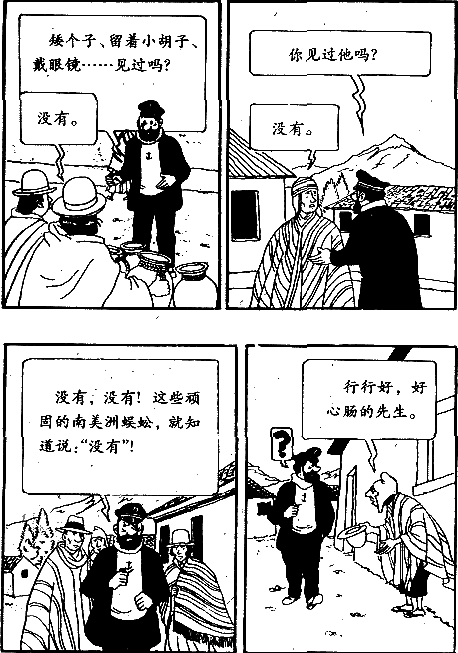 矮个子、留着小胡子、
戴眼镜……见过吗？
没有。
你见过他吗？
没有。
没有，没有！这些顽
固的南美洲蜈蚣，就知
道说：“没有”！
?
行行好，好
心肠的先生。